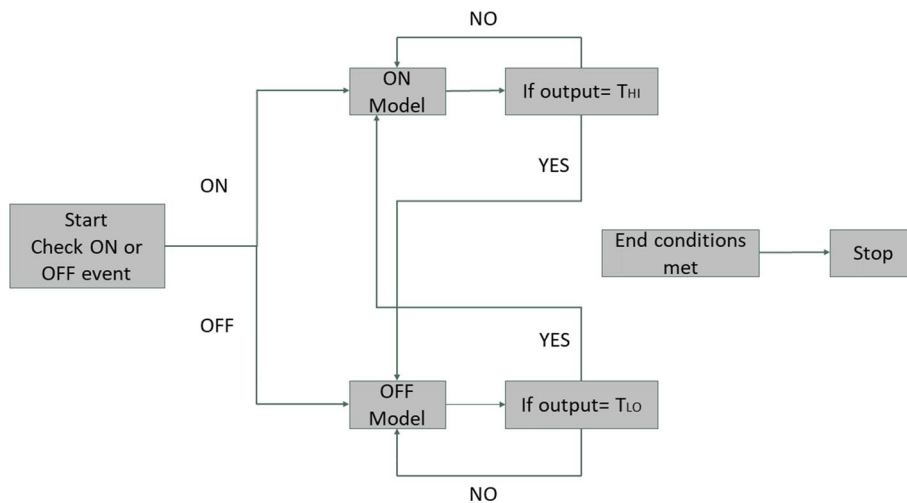 NO
ON
Model
If output= THI
YES
ON
Start
Check ON or
OFF event
End conditions
met
Stop
OFF
YES
OFF
Model
If output= TLO
NO